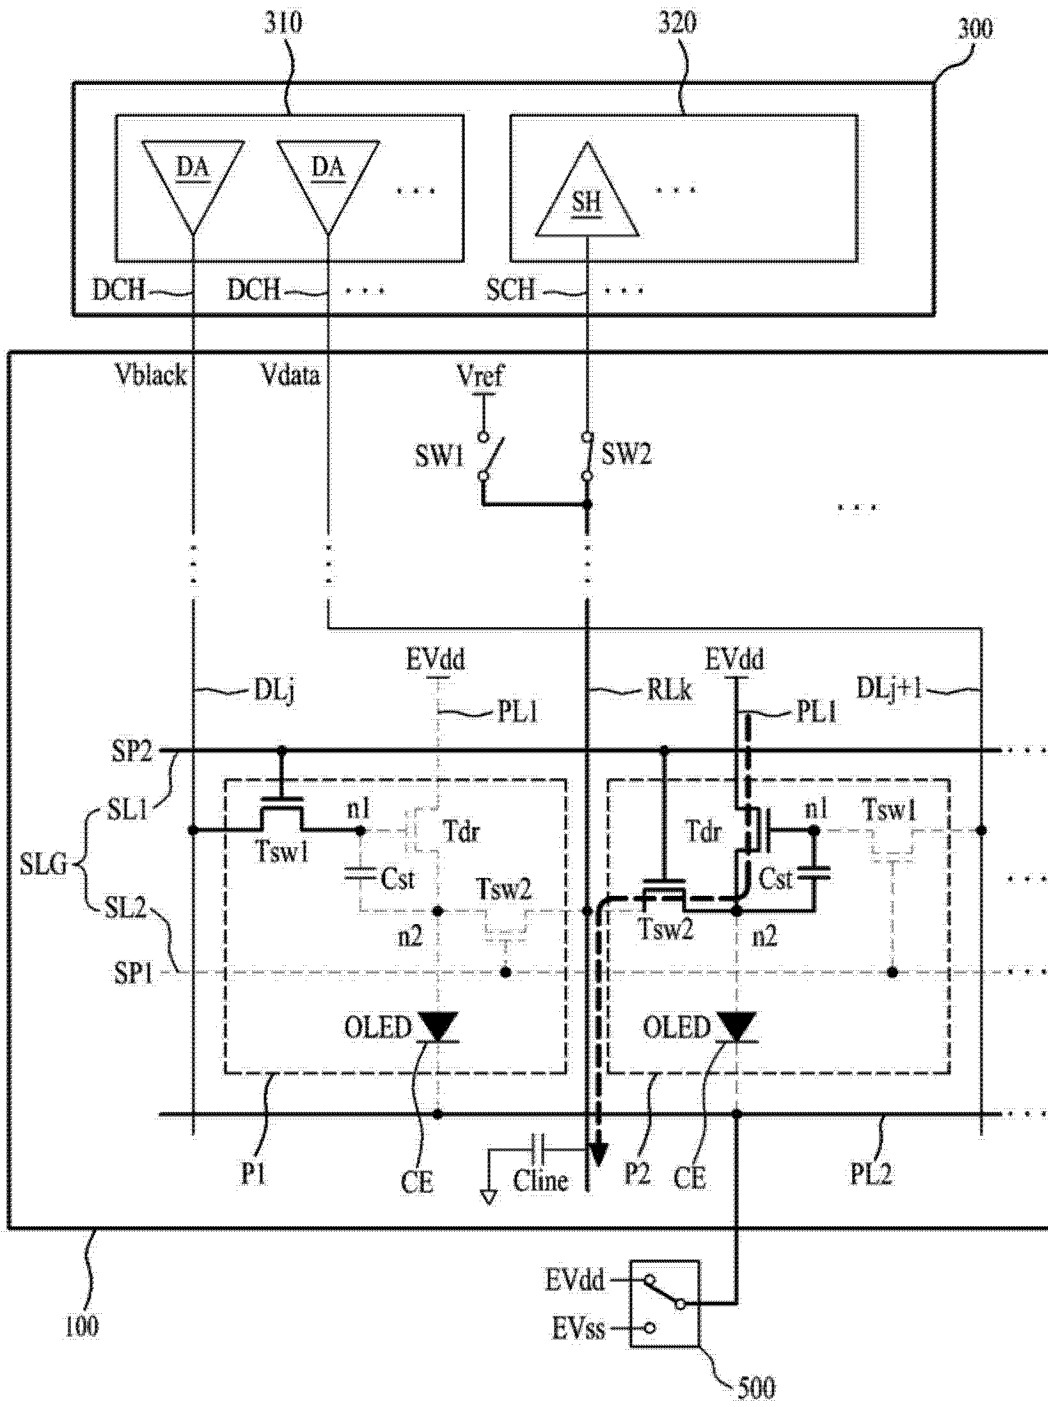 310
320
300
DA
DA
. . .
SH
. . .
DCH
DCH
. . .
SCH
. . .
Vblack
Vdata
Vref
SW1
SW2
. . .
EVdd
EVdd
DLj
PL1
RLk
PL1
DLj+1
SP2
SL1
n1
Tdr
Tdr
n1
Tsw1
Tsw1
SLG
Cst
Tsw2
Cst
. . .
SL2
n2
Tsw2
n2
SP1
OLED
OLED
P1
CE
Cline
P2
CE
PL2
EVdd
100
EVss
500